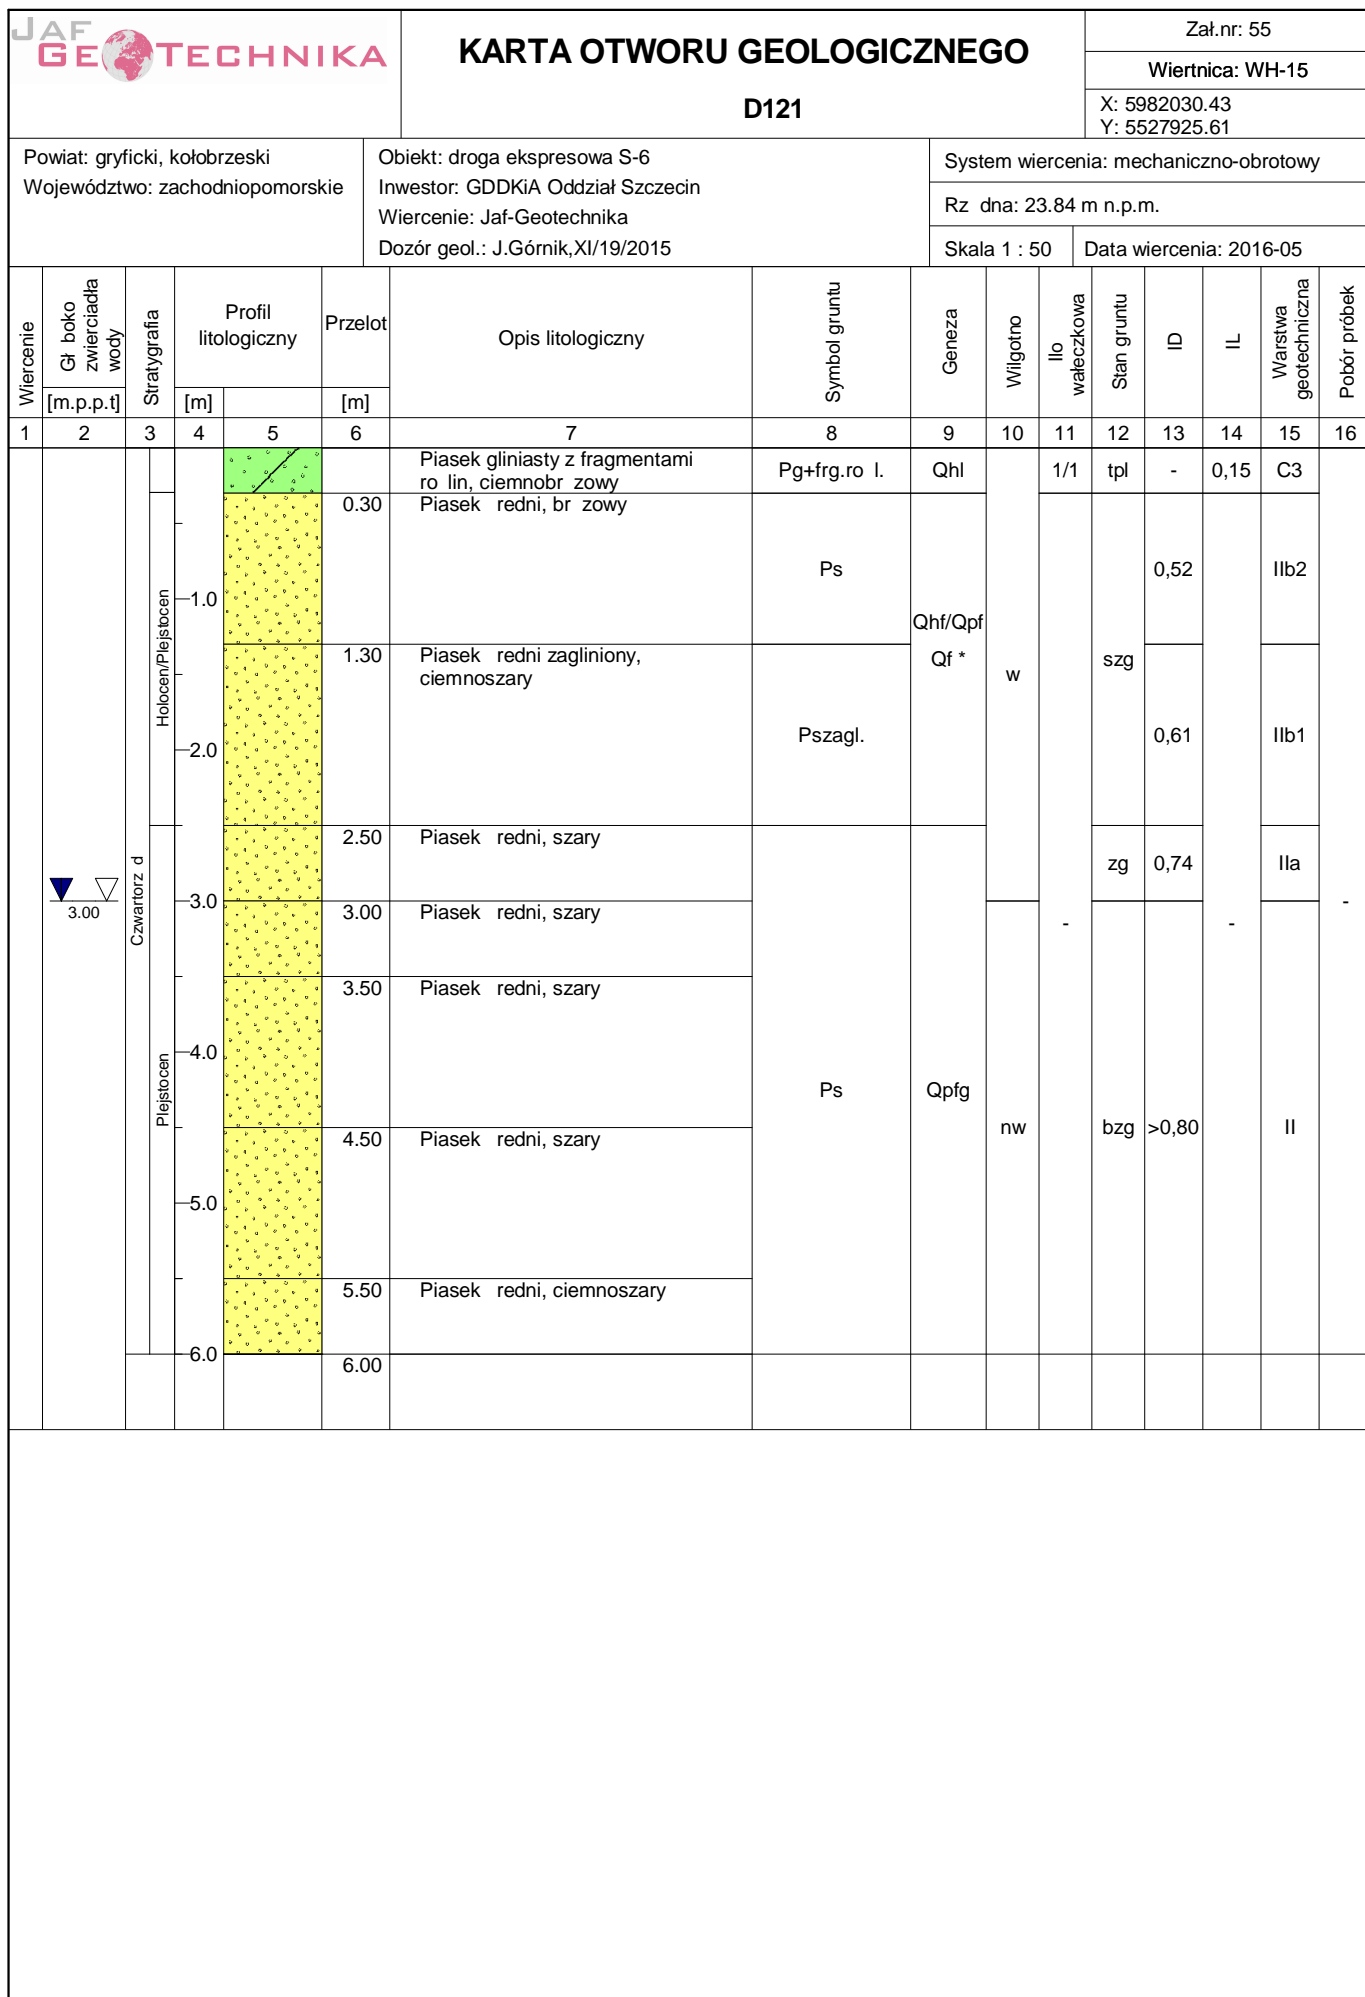 JAF
GEOTECHNIKA
KARTA OTWORU GEOLOGICZNEGO
D121
Zał.nr: 55
Wiertnica: WH-15
X: 5982030.43
Y: 5527925.61
Powiat: gryficki, kołobrzeski
Województwo: zachodniopomorskie
Obiekt: droga ekspresowa S-6
Inwestor: GDDKiA Oddział Szczecin
Wiercenie: Jaf-Geotechnika
Dozór geol.: J.Górnik,XI/19/2015
System wiercenia: mechaniczno-obrotowy
Rz dna: 23.84 m n.p.m.
Skala 1 : 50
Data wiercenia: 2016-05
Wiercenie
Gł boko
zwierciadła
wody
[m.p.p.t]
Stratygrafia
Profil
litologiczny
[m]
Przelot
[m]
Opis litologiczny
Symbol gruntu
Geneza
Wilgotno
Ilo
wałeczkowa
Stan gruntu
ID
IL
Warstwa
geotechniczna
Pobór próbek
1 2 3 4 5 6 7 8 9 10 11 12 13 14 15 16
Piasek gliniasty z fragmentami
ro lin, ciemnobr zowy
Pg+frg.ro l.
Qhl
1/1
tpl
-
0,15
C3
0.30
Piasek redni, br zowy
Ps
0,52
IIb2
1.0
Holocen/Plejstocen
Qhf/Qpf
Qf *
w
szg
1.30
Piasek redni zagliniony,
ciemnoszary
Pszagl.
0,61
IIb1
2.0
2.50
Piasek redni, szary
zg
0,74
IIa
Czwartorz d
3.00
3.0
3.00
Piasek redni, szary
-
-
-
3.50
Piasek redni, szary
4.0
Plejstocen
Ps
Qpfg
nw
bzg
>0,80
II
4.50
Piasek redni, szary
5.0
5.50
Piasek redni, ciemnoszary
6.0
6.00